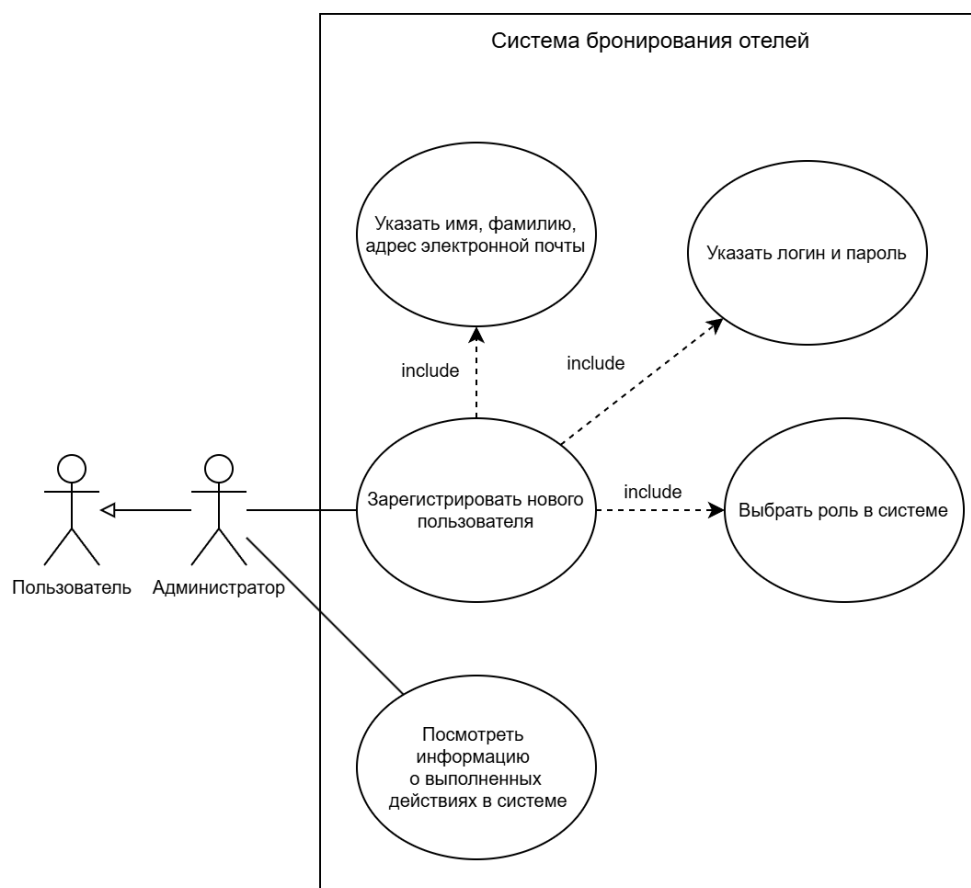 Система бронирования отелей
Указать имя, фамилию,
адрес электронной почты
Указать логин и пароль
include
include
Зарегистрировать нового
пользователя
include
Выбрать роль в системе
Пользователь
Администратор
Посмотреть
информацию
о выполненных
действиях в системе